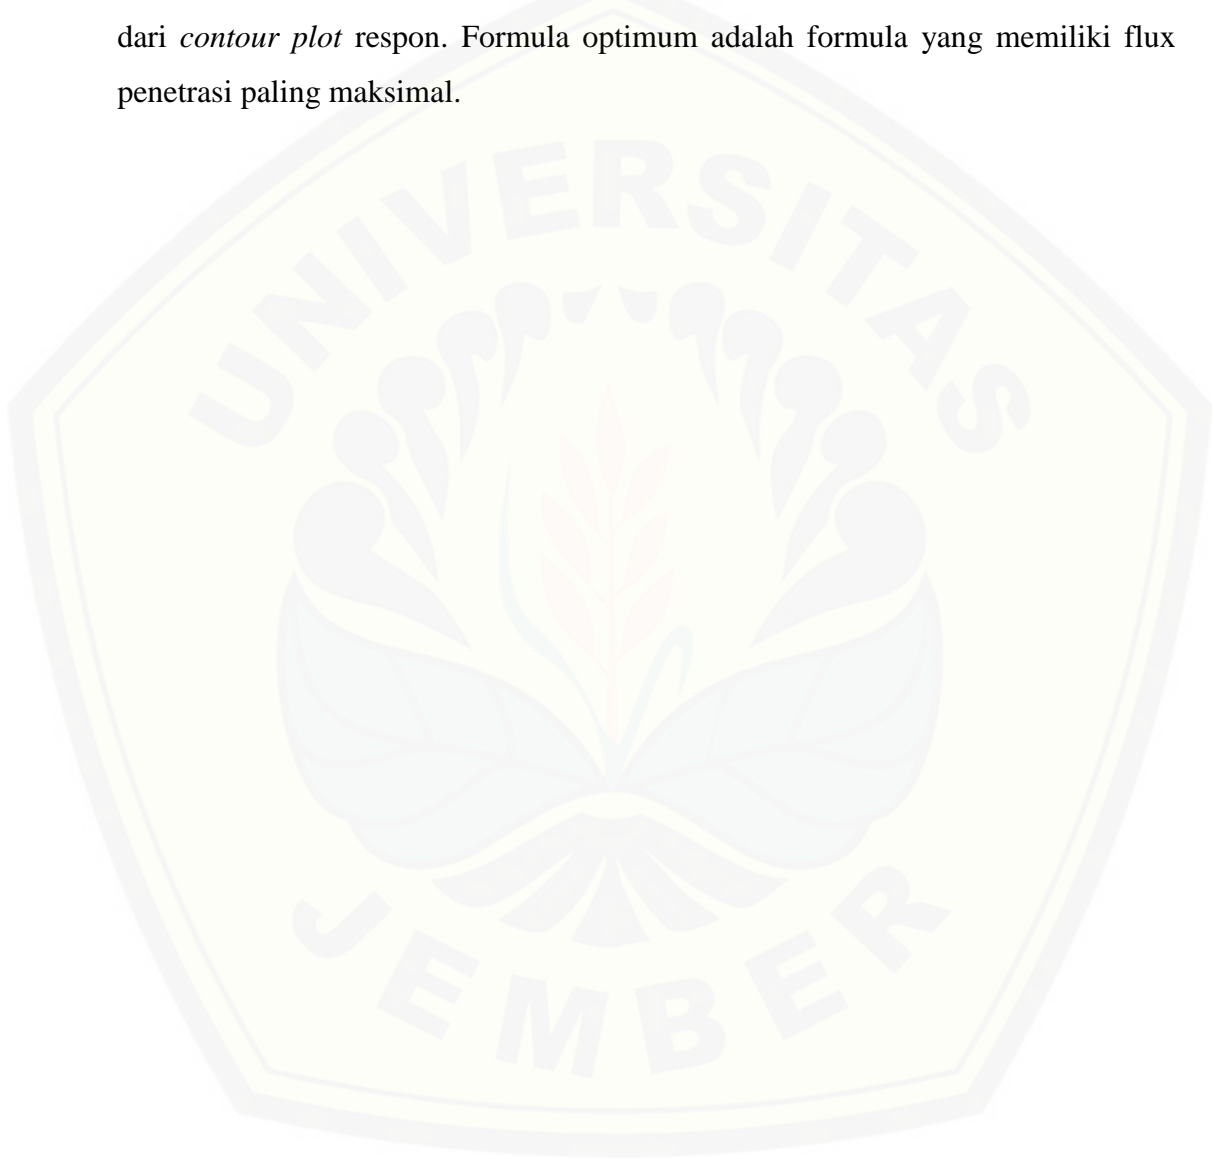 dari contour plot respon. Formula optimum adalah formula yang memiliki flux
penetrasi paling maksimal.
UNIVERSITAS
JEMBER